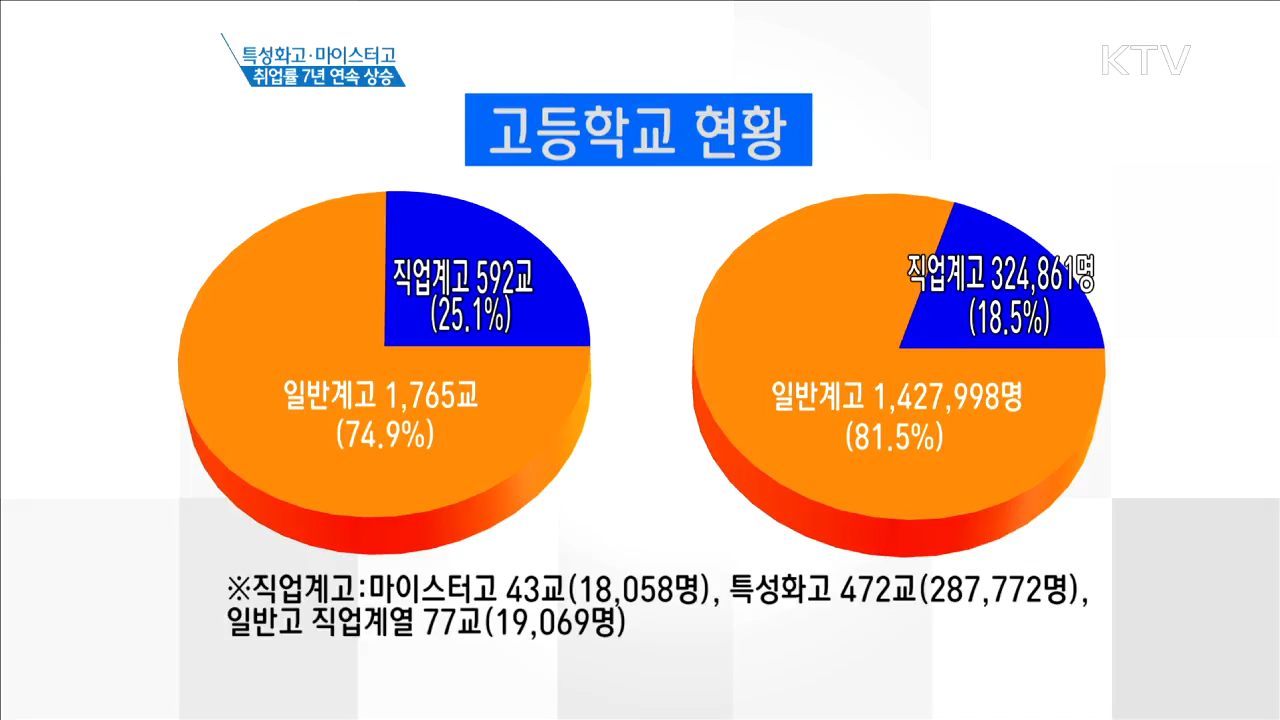 특성화고·마이스터고
취업률 7년 연속 상승
KTV
고등학교 현황
직업계고 592교
(25.1%)
일반계고 1,765교
(74.9%)
직업계고 324,861명
(18.5%)
일반계고 1,427,998명
(81.5%)
※직업계고:마이스터고 43교(18,058명), 특성화고 472교(287,772명),
일반고 직업계열 77교(19,069명)